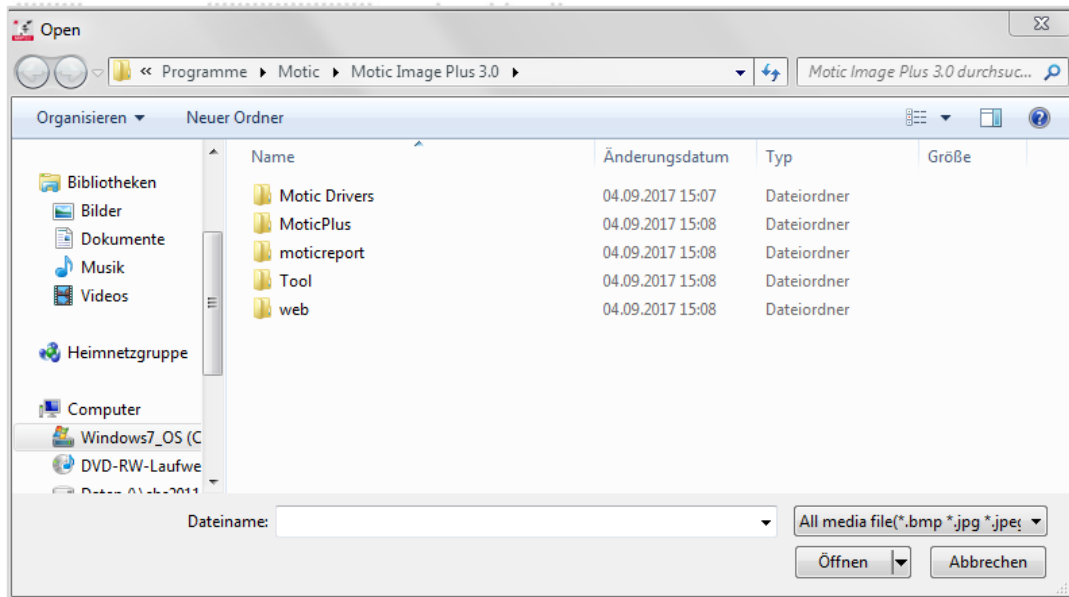 Open
« Programme ▸ Motic ▸ Motic Image Plus 3.0 ▸
Motic Image Plus 3.0 durchsuc...
Organisieren Neuer Ordner
Name Änderungsdatum Typ Größe
Bibliotheken
Bilder
Dokumente
Musik
Videos
Heimnetzgruppe
Computer
Windows7_OS (C
DVD-RW-Laufwe
Motic Drivers 04.09.2017 15:07 Dateiordner
MoticPlus 04.09.2017 15:08 Dateiordner
moticreport 04.09.2017 15:08 Dateiordner
Tool 04.09.2017 15:08 Dateiordner
web 04.09.2017 15:08 Dateiordner
Dateiname:
All media file(*.bmp *.jpg *.jpeg
Öffnen Abbrechen